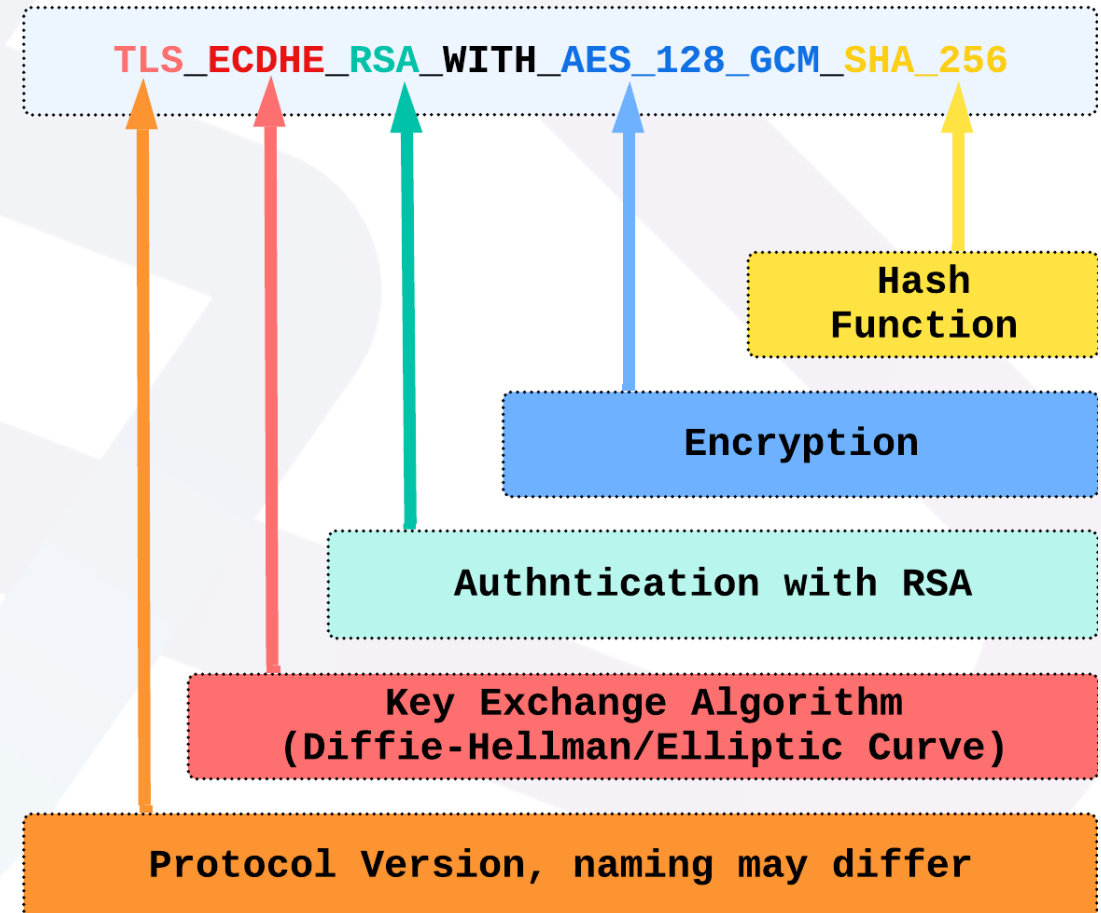 TLS_ECDHE_RSA_WITH_AES_128_GCM_SHA_256
Hash
Function
Encryption
Authntication with RSA
Key Exchange Algorithm
(Diffie-Hellman/Elliptic Curve)
Protocol Version, naming may differ